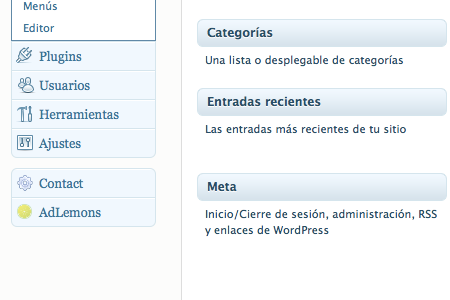 Menús
Editor
Plugins
Usuarios
Herramientas
Ajustes
Contact
AdLemons
Categorías
Una lista o desplegable de categorías
Entradas recientes
Las entradas más recientes de tu sitio
Meta
Inicio/Cierre de sesión, administración, RSS
y enlaces de WordPress